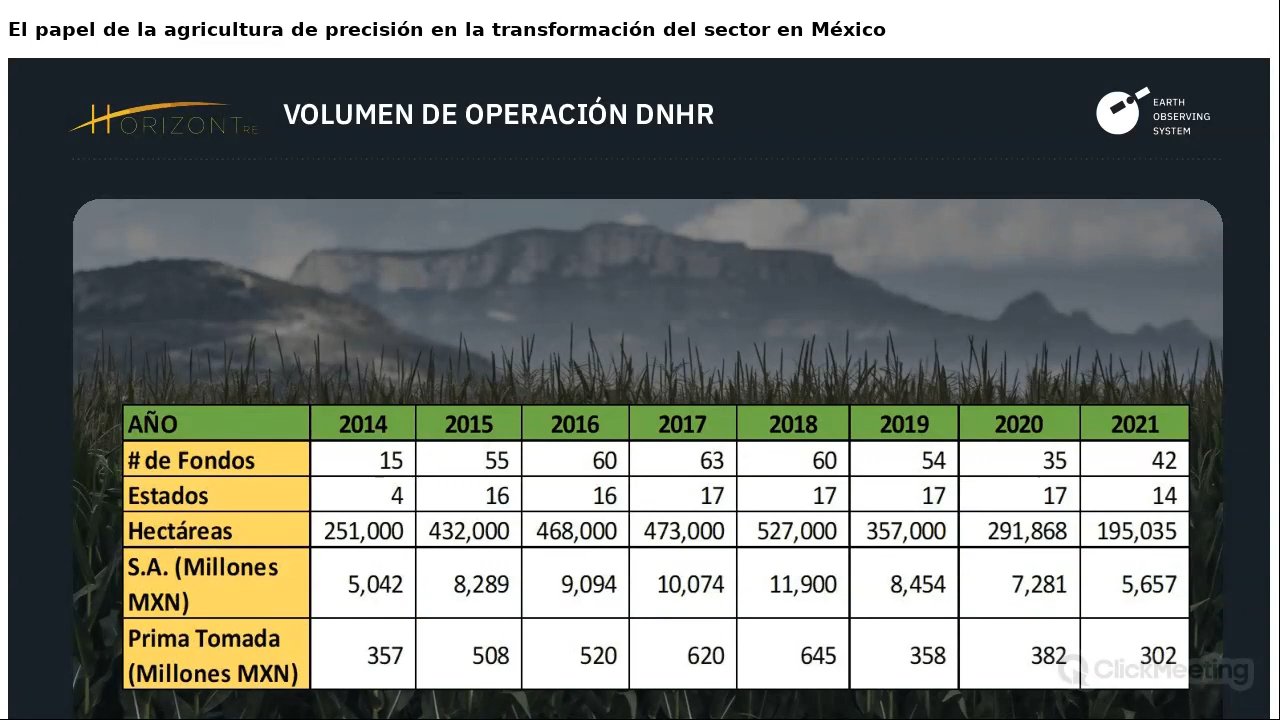 El papel de la agricultura de precisión en la transformación del sector en México
HORIZONT RE
VOLUMEN DE OPERACIÓN DNHR
EARTH
OBSERVING
SYSTEM
AÑO 2014 2015 2016 2017 2018 2019 2020 2021
# de Fondos 15 55 60 63 60 54 35 42
Estados 4 16 16 17 17 17 17 14
Hectáreas 251,000 432,000 468,000 473,000 527,000 357,000 291,868 195,035
S.A. (Millones
MXN) 5,042 8,289 9,094 10,074 11,900 8,454 7,281 5,657
Prima Tomada
(Millones MXN) 357 508 520 620 645 358 382 302
ClickMeeting